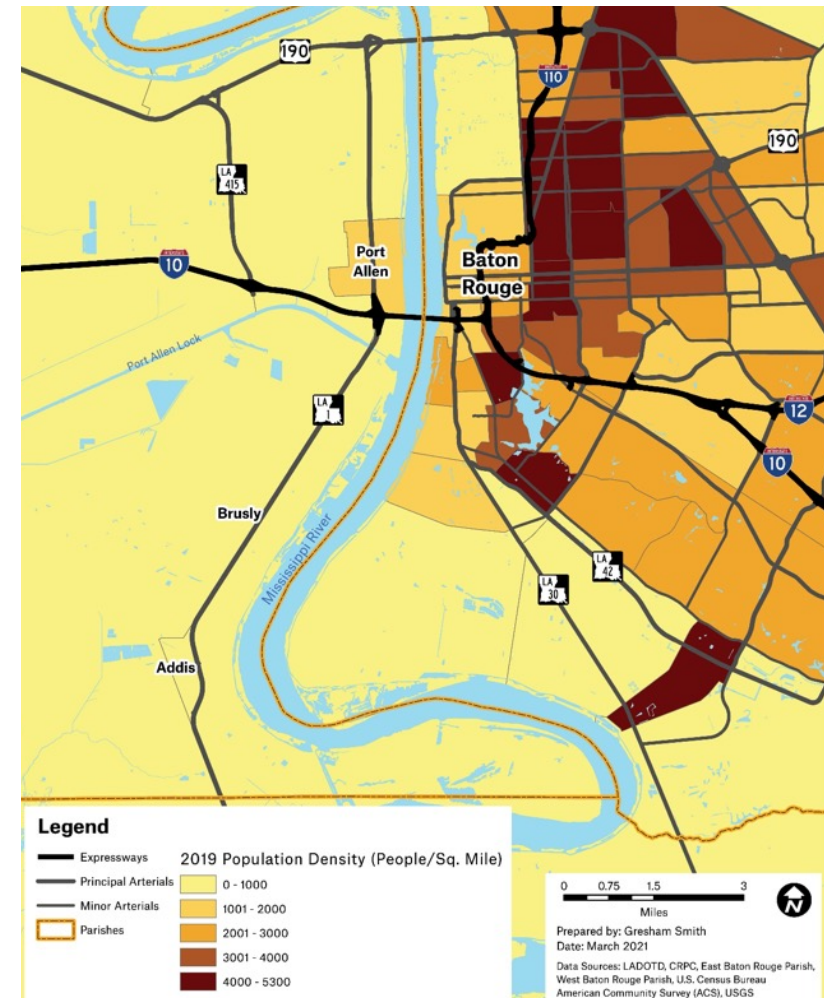 190
110
190
LA
415
Port
Allen
Baton
Rouge
10
Port Allen Lock
LA
1
12
10
Brusly
Mississippi River
LA
42
LA
30
Addis
Legend
Expressways
Principal Arterials
Minor Arterials
Parishes
2019 Population Density (People/Sq. Mile)
0 - 1000
1001 - 2000
2001 - 3000
3001 - 4000
4000 - 5300
0 0.75 1.5 3
Miles
N
Prepared by: Gresham Smith
Date: March 2021
Data Sources: LADOTD, CRPC, East Baton Rouge Parish,
West Baton Rouge Parish, U.S. Census Bureau
American Community Survey (ACS), USGS